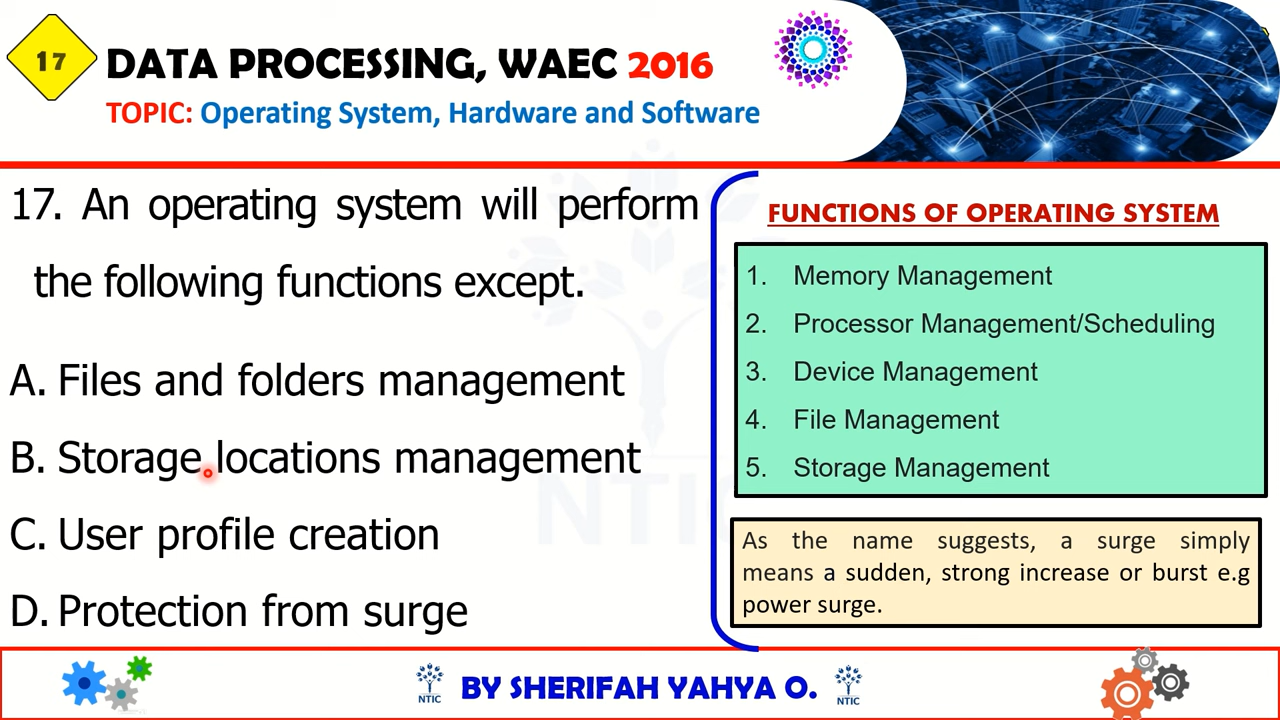 17
DATA PROCESSING, WAEC 2016
TOPIC: Operating System, Hardware and Software
17. An operating system will perform
the following functions except.
A. Files and folders management
B. Storage locations management
C. User profile creation
D. Protection from surge
FUNCTIONS OF OPERATING SYSTEM
1. Memory Management
2. Processor Management/Scheduling
3. Device Management
4. File Management
5. Storage Management
As the name suggests, a surge simply
means a sudden, strong increase or burst e.g
power surge.
NTIC
NTIC
BY SHERIFAH YAHYA O.
NTIC